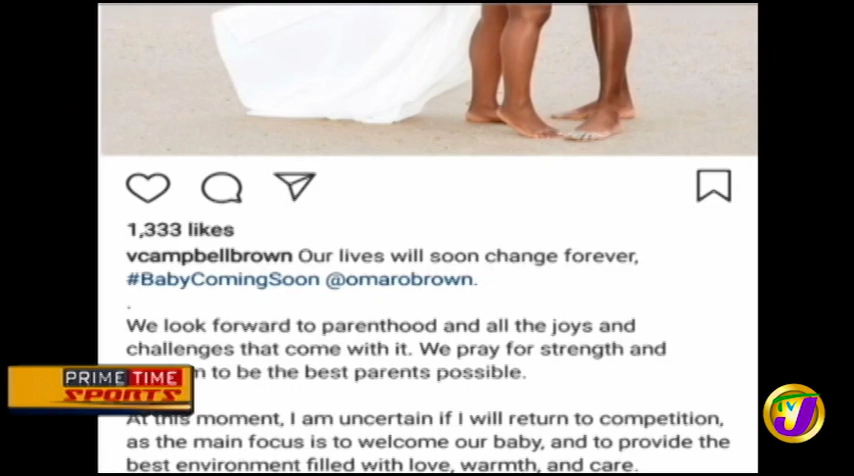 1,333 likes
vcampbellbrown Our lives will soon change forever,
#BabyComingSoon @omarobrown.
.
We look forward to parenthood and all the joys and
challenges that come with it. We pray for strength and
to be the best parents possible.
PRIME TIME
SPORTS
At this moment, I am uncertain if I will return to competition,
as the main focus is to welcome our baby, and to provide the
best environment filled with love, warmth, and care.
TVJ